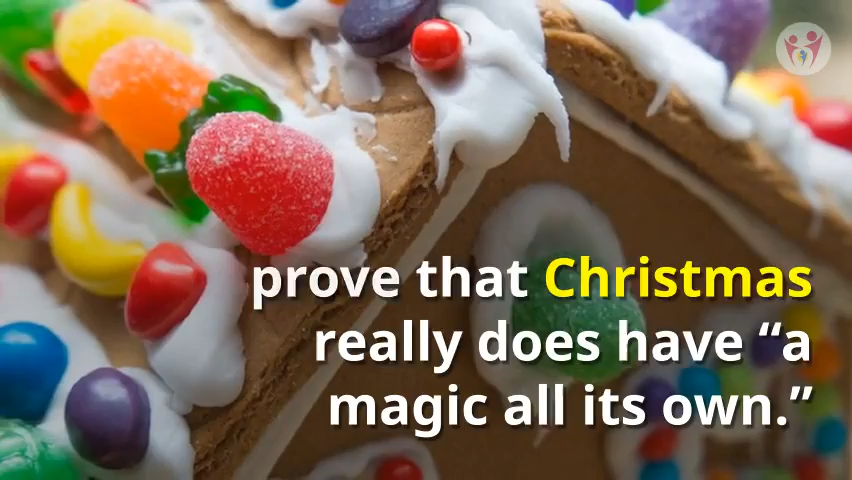 prove that Christmas
really does have “a
magic all its own.”